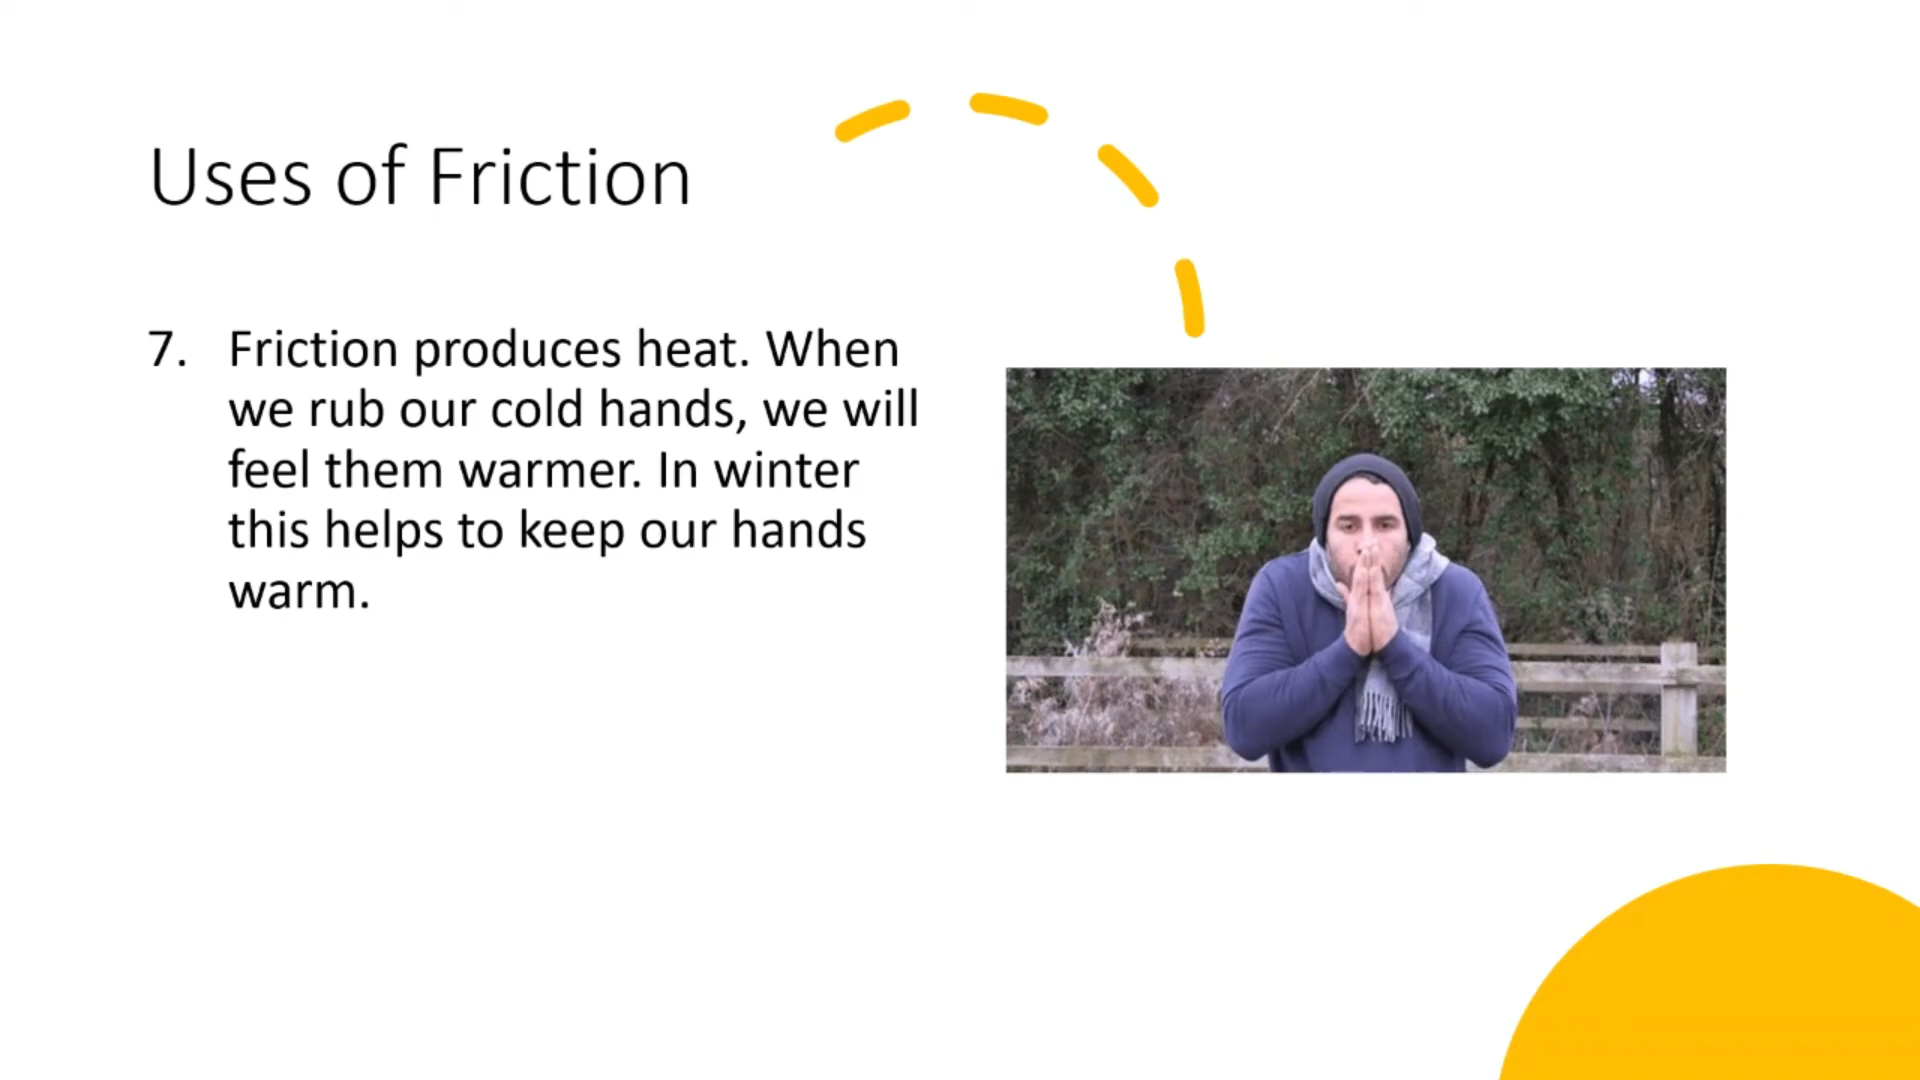 Uses of Friction
7. Friction produces heat. When
we rub our cold hands, we will
feel them warmer. In winter
this helps to keep our hands
warm.